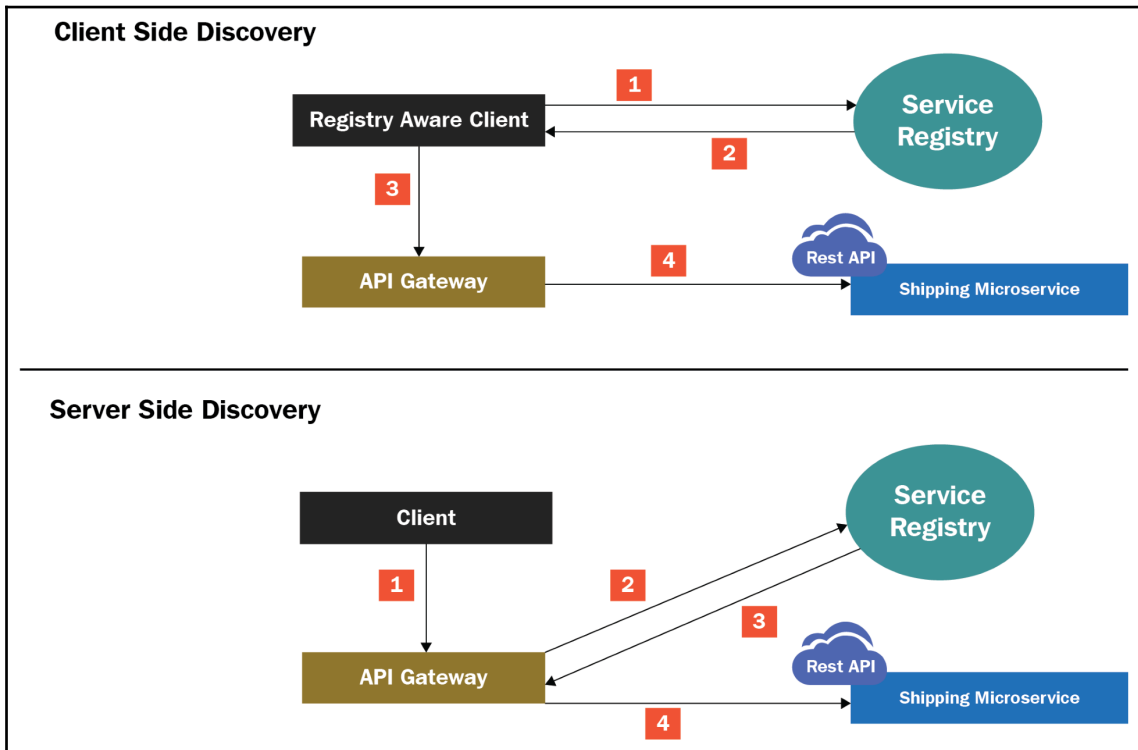 Client Side Discovery
1
Registry Aware Client
Service
Registry
2
3
Rest API
4
API Gateway
Shipping Microservice
Server Side Discovery
Service
Registry
Client
1
2
3
Rest API
API Gateway
Shipping Microservice
4